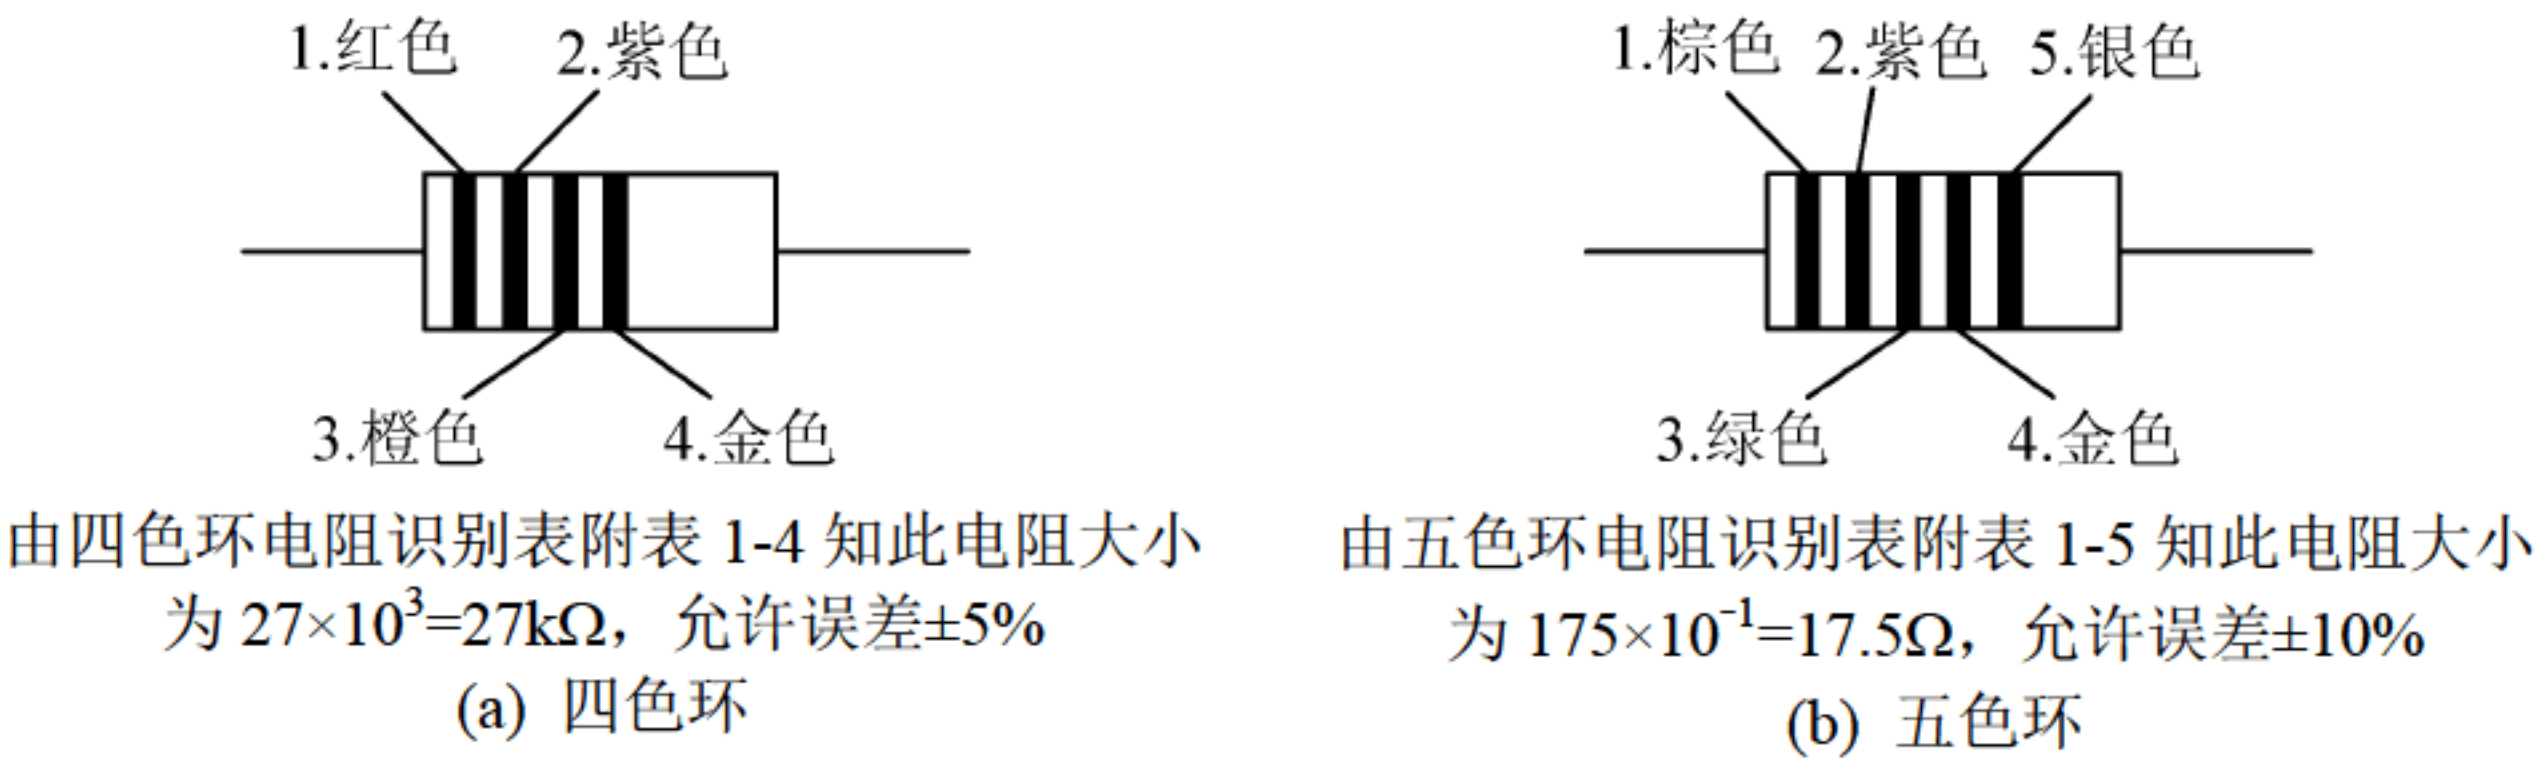 1.红色
2.紫色
3.橙色
4.金色
由四色环电阻识别表附表 1-4 知此电阻大小
为 27×10³=27kΩ，允许误差±5%
(a) 四色环
1.棕色
2.紫色
5.银色
3.绿色
4.金色
由五色环电阻识别表附表 1-5 知此电阻大小
为 175×10⁻¹=17.5Ω，允许误差±10%
(b) 五色环